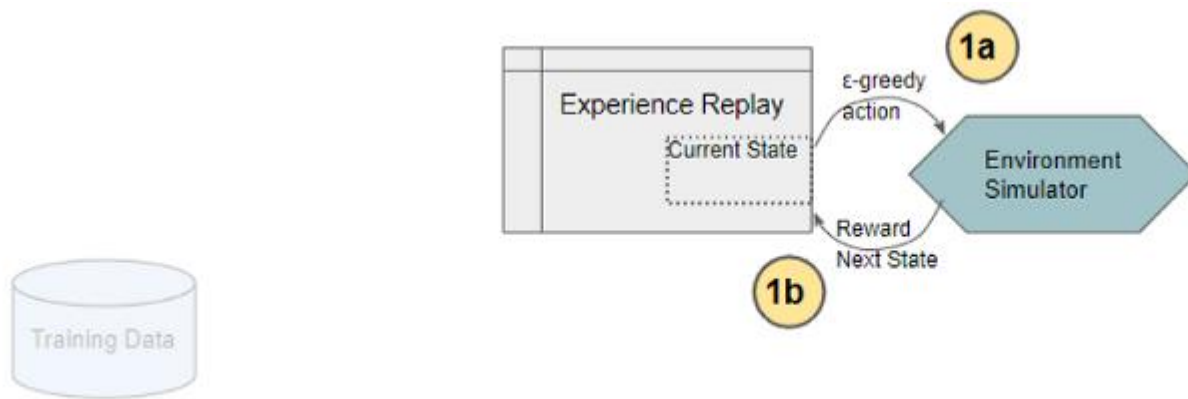 1a
ε-greedy
action
Experience Replay
Current State
Environment
Simulator
Reward
Next State
1b
Training Data